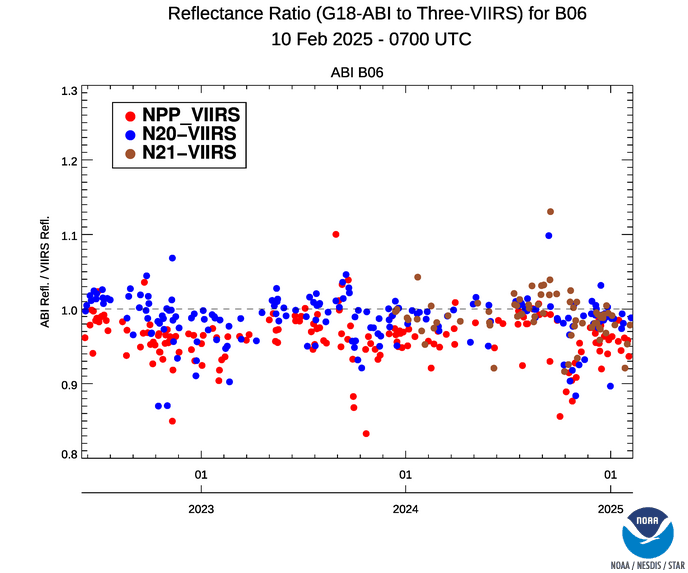 Reflectance Ratio (G18-ABI to Three-VIIRS) for B06
10 Feb 2025 - 0700 UTC
ABI B06
1.3
1.2
1.1
1.0
0.9
0.8
ABI Refl. / VIIRS Refl.
NPP_VIIRS
N20-VIIRS
N21-VIIRS
01 01 01
2023 2024 2025
NOAA
NOAA / NESDIS / STAR